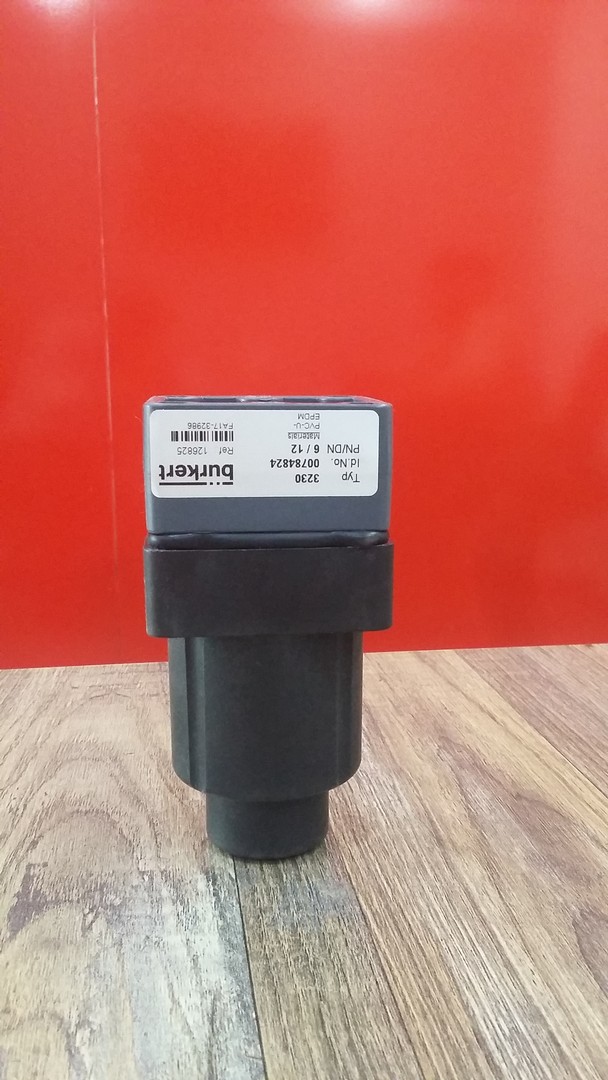 Typ 3230
Id.No. 00784824
PN/DN 6 / 12
Materials
PVC-U-
EPDM
bürkert
Ref 126825
FA17-32986